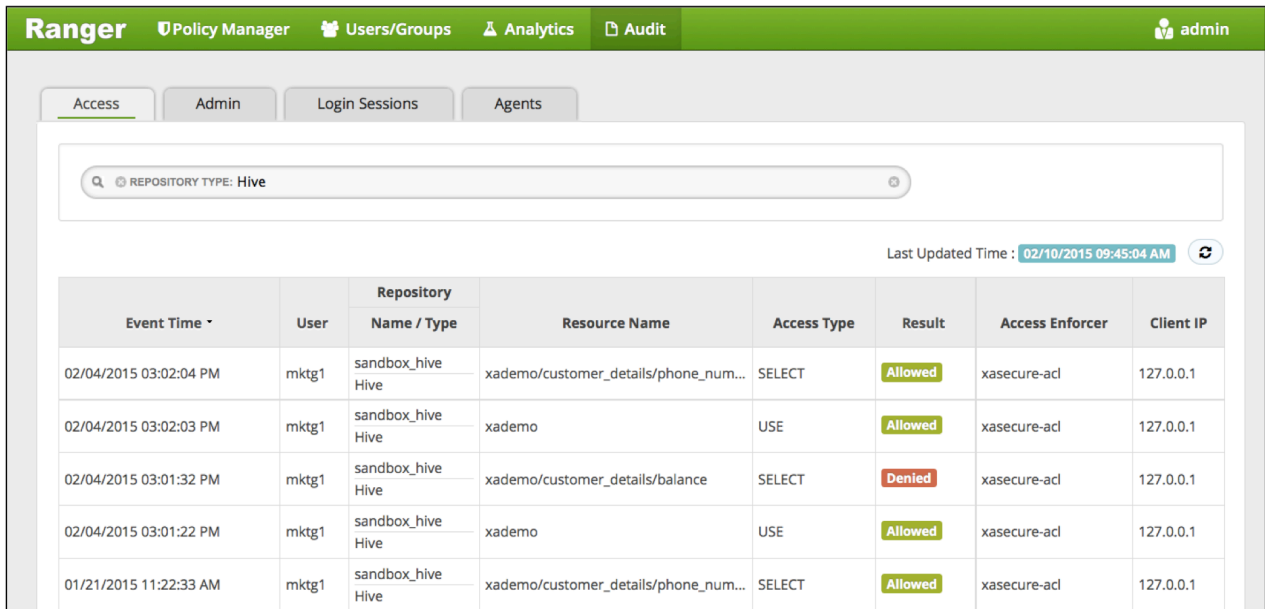 Ranger Policy Manager Users/Groups Analytics Audit admin
Access Admin Login Sessions Agents
REPOSITORY TYPE: Hive
Last Updated Time : 02/10/2015 09:45:04 AM
Repository
Event Time User Name / Type Resource Name Access Type Result Access Enforcer Client IP
02/04/2015 03:02:04 PM mktg1 sandbox_hive Hive xademo/customer_details/phone_num... SELECT Allowed xasecure-acl 127.0.0.1
02/04/2015 03:02:03 PM mktg1 sandbox_hive Hive xademo USE Allowed xasecure-acl 127.0.0.1
02/04/2015 03:01:32 PM mktg1 sandbox_hive Hive xademo/customer_details/balance SELECT Denied xasecure-acl 127.0.0.1
02/04/2015 03:01:22 PM mktg1 sandbox_hive Hive xademo USE Allowed xasecure-acl 127.0.0.1
01/21/2015 11:22:33 AM mktg1 sandbox_hive Hive xademo/customer_details/phone_num... SELECT Allowed xasecure-acl 127.0.0.1